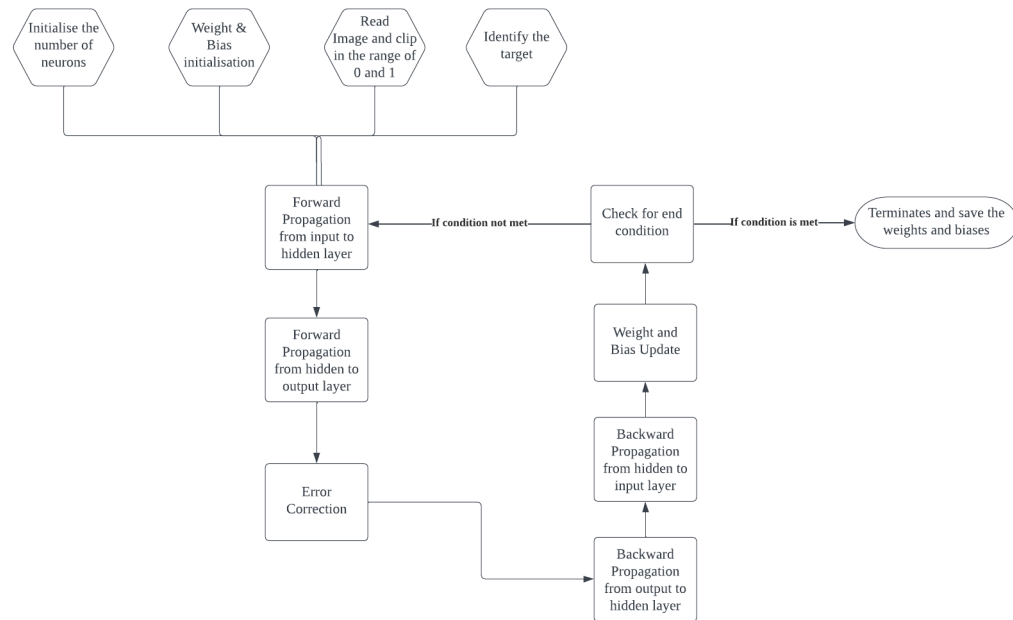 Initialise the
number of
neurons
Weight &
Bias
initialisation
Read
Image and clip
in the range of
0 and 1
Identify the
target
Forward
Propagation
from input to
hidden layer
If condition not met
Check for end
condition
If condition is met
Terminates and save the
weights and biases
Forward
Propagation
from hidden to
output layer
Weight and
Bias Update
Error
Correction
Backward
Propagation
from hidden to
input layer
Backward
Propagation
from output to
hidden layer